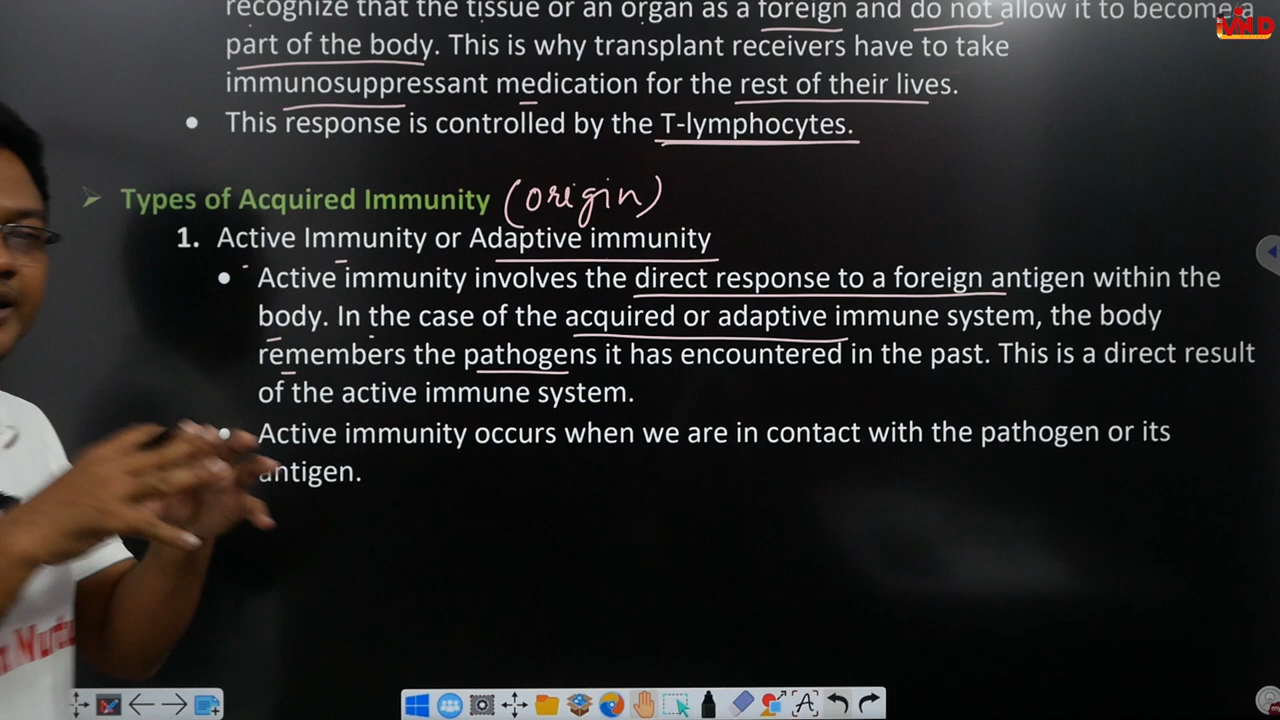 recognize that the tissue or an organ as a foreign and do not allow it to become a
part of the body. This is why transplant receivers have to take
immunosuppressant medication for the rest of their lives.
• This response is controlled by the T-lymphocytes.
➢ Types of Acquired Immunity (origin)
1. Active Immunity or Adaptive immunity
• Active immunity involves the direct response to a foreign antigen within the
body. In the case of the acquired or adaptive immune system, the body
remembers the pathogens it has encountered in the past. This is a direct result
of the active immune system.
• Active immunity occurs when we are in contact with the pathogen or its
antigen.